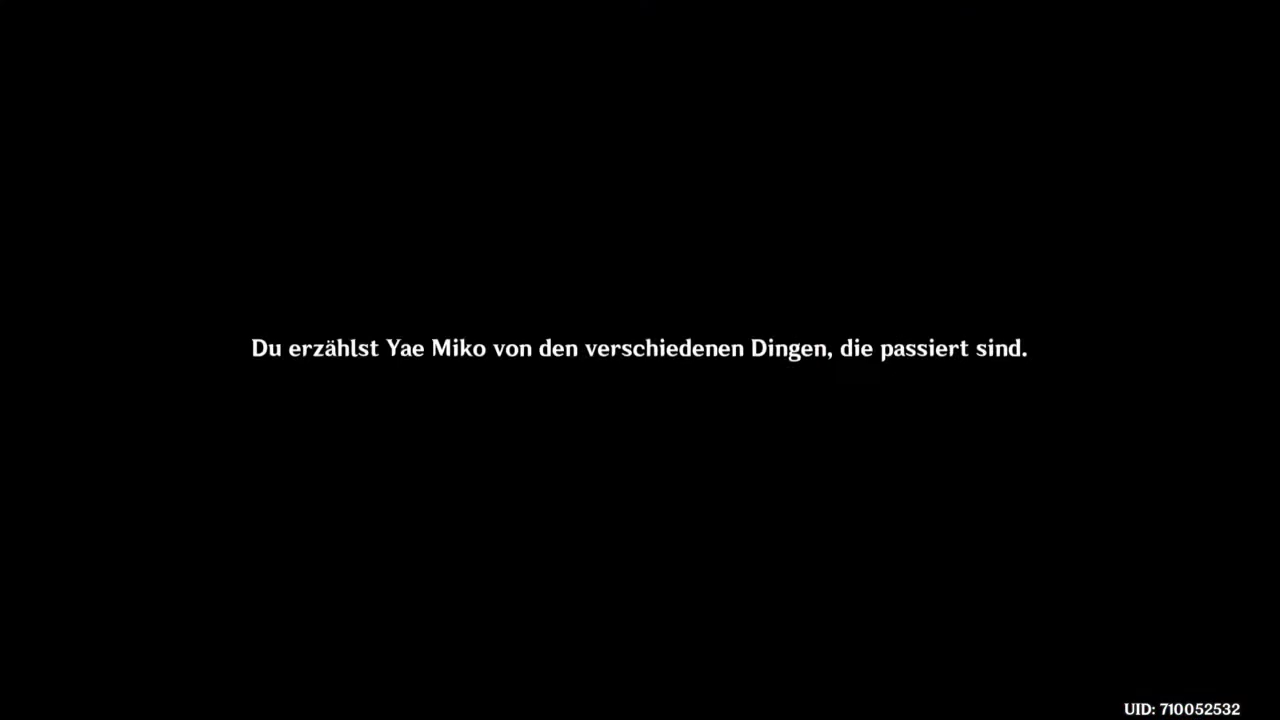 Du erzählst Yae Miko von den verschiedenen Dingen, die passiert sind.
UID: 710052532